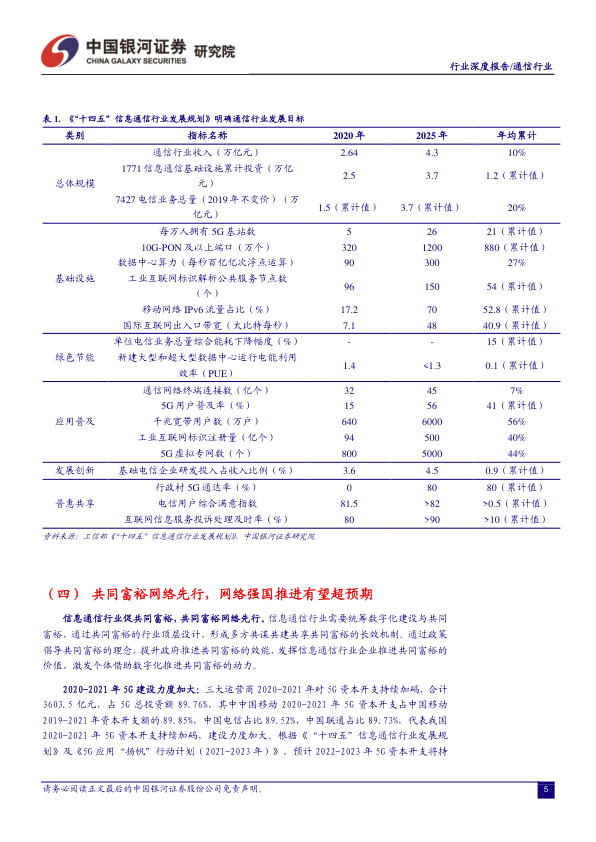 中国银河证券 研究院
CHINA GALAXY SECURITIES
行业深度报告/通信行业
表 1. 《“十四五”信息通信行业发展规划》明确通信行业发展目标
类别 指标名称 2020 年 2025 年 年均累计
总体规模 通信行业收入（万亿元） 2.64 4.3 10%
1771 信息通信基础设施累计投资（万亿
元） 2.5 3.7 1.2（累计值）
7427 电信业务总量（2019 年不变价）（万
亿元） 1.5（累计值） 3.7（累计值） 20%
基础设施 每万人拥有 5G 基站数 5 26 21（累计值）
10G-PON 及以上端口（万个） 320 1200 880（累计值）
数据中心算力（每秒百亿亿次浮点运算） 90 300 27%
工业互联网标识解析公共服务节点数
（个） 96 150 54（累计值）
移动网络 IPv6 流量占比（%） 17.2 70 52.8（累计值）
国际互联网出入口带宽（太比特每秒） 7.1 48 40.9（累计值）
绿色节能 单位电信业务总量综合能耗下降幅度（%） - - 15（累计值）
新建大型和超大型数据中心运行电能利用
效率（PUE） 1.4 <1.3 0.1（累计值）
应用普及 通信网络终端连接数（亿个） 32 45 7%
5G 用户普及率（%） 15 56 41（累计值）
千兆宽带用户数（万户） 640 6000 56%
工业互联网标识注册量（亿个） 94 500 40%
5G 虚拟专网数（个） 800 5000 44%
发展创新 基础电信企业研发投入占收入比例（%） 3.6 4.5 0.9（累计值）
普惠共享 行政村 5G 通达率（%） 0 80 80（累计值）
电信用户综合满意指数 81.5 >82 >0.5（累计值）
互联网信息服务投诉处理及时率（%） 80 >90 >10（累计值）
资料来源：工信部《“十四五”信息通信行业发展规划》，中国银河证券研究院
（四） 共同富裕网络先行，网络强国推进有望超预期
信息通信行业促共同富裕，共同富裕网络先行。信息通信行业需要统筹数字化建设与共同
富裕，通过共同富裕的行业顶层设计，形成多方共谋共建共享共同富裕的长效机制。通过政策
倡导共同富裕的理念，提升政府推进共同富裕的效能，发挥信息通信行业企业推进共同富裕的
价值，激发个体借助数字化推进共同富裕的动力。
2020-2021 年 5G 建设力度加大：三大运营商 2020-2021 年对 5G 资本开支持续加码，合计
3603.5 亿元，占 5G 总投资额 89.76%，其中中国移动 2020-2021 年 5G 资本开支占中国移动
2019-2021 年资本开支额的 89.85%，中国电信占比 89.52%，中国联通占比 89.73%，代表我国
2020-2021 年 5G 资本开支持续加码，建设力度加大。根据《“十四五”信息通信行业发展规
划》及《5G 应用“扬帆”行动计划（2021-2023 年）》，预计 2022-2023 年 5G 资本开支将持
请务必阅读正文最后的中国银河证券股份公司免责声明。 5